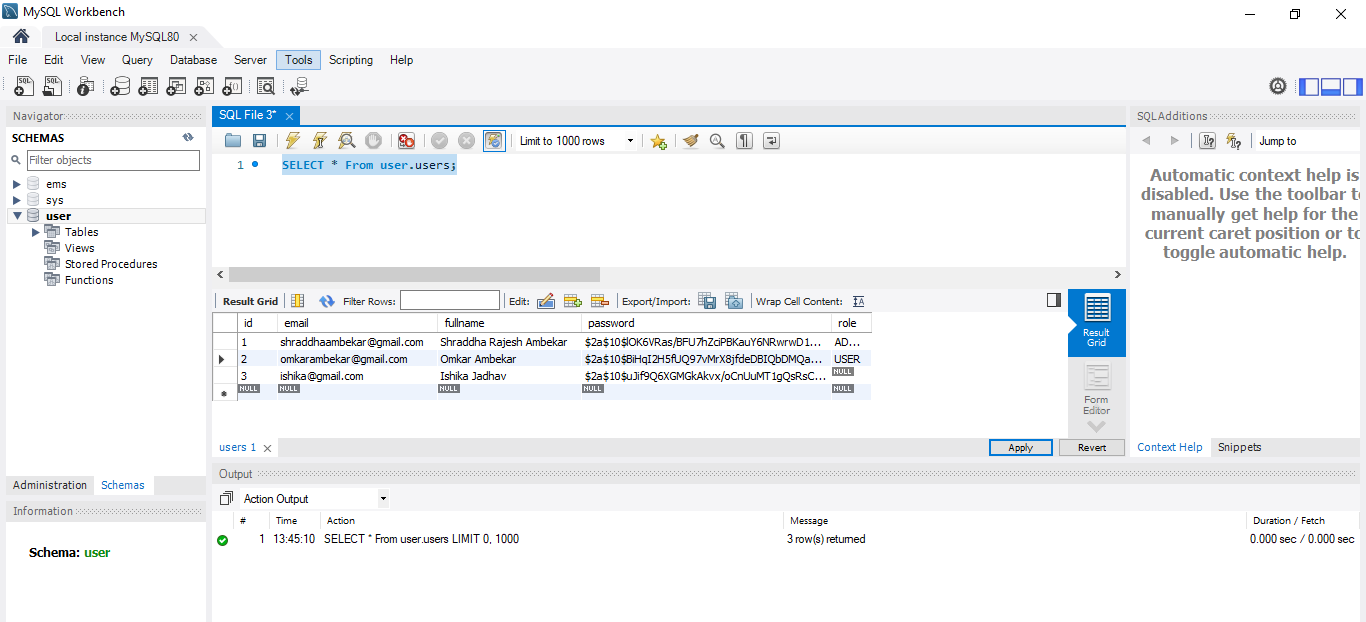 MySQL Workbench
Local instance MySQL80
File Edit View Query Database Server Tools Scripting Help
Navigator
SCHEMAS
Filter objects
ems
sys
user
Tables
Views
Stored Procedures
Functions
Administration Schemas
Information
Schema: user
SQL File 3*
Limit to 1000 rows
1 SELECT * From user.users;
Result Grid Filter Rows: Edit: Export/Import: Wrap Cell Content:
id email fullname password role
1 shraddhaambekar@gmail.com Shraddha Rajesh Ambekar $2a$10$lOK6VRas/BFU7hZciPBKauY6NRwrwD1... AD...
2 omkarambekar@gmail.com Omkar Ambekar $2a$10$BiHqI2H5fUQ97vMrX8jfdeDBIQbDMQa... USER
3 ishika@gmail.com Ishika Jadhav $2a$10$uJif9Q6XGMGkAkvx/oCnUuMT1gQsRsC... NULL
NULL NULL NULL NULL NULL
Result
Grid
Form
Editor
users 1
Apply Revert
Output
Action Output
# Time Action Message Duration / Fetch
1 13:45:10 SELECT * From user.users LIMIT 0, 1000 3 row(s) returned 0.000 sec / 0.000 sec
SQLAdditions
Jump to
Automatic context help is
disabled. Use the toolbar to
manually get help for the
current caret position or to
toggle automatic help.
Context Help Snippets